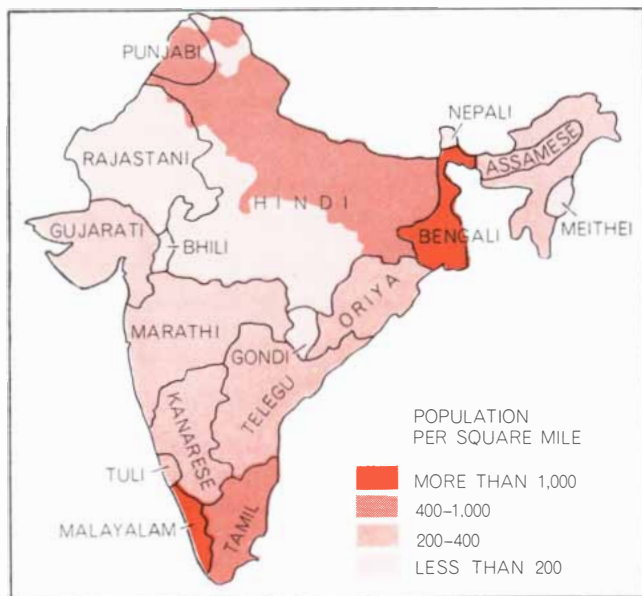 PUNJABI
NEPALI
RAJASTANI
ASSAMESE
HINDI
GUJARATI
BHILI
BENGALI
MEITHEI
ORIYA
MARATHI
GONDI
TELEGU
KANARESE
TULI
MALAYALAM
TAMIL
POPULATION
PER SQUARE MILE
MORE THAN 1,000
400–1,000
200–400
LESS THAN 200